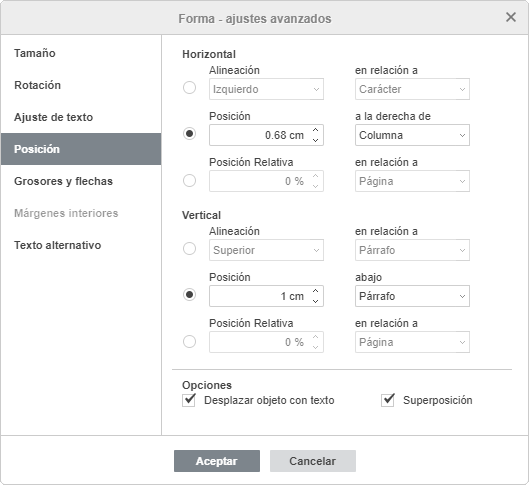 Forma - ajustes avanzados
Tamaño
Rotación
Ajuste de texto
Posición
Grosores y flechas
Márgenes interiores
Texto alternativo
Horizontal
Alineación en relación a
Izquierdo Carácter
Posición a la derecha de
0.68 cm Columna
Posición Relativa en relación a
0 % Página
Vertical
Alineación en relación a
Superior Párrafo
Posición abajo
1 cm Párrafo
Posición Relativa en relación a
0 % Página
Opciones
Desplazar objeto con texto Superposición
Aceptar Cancelar